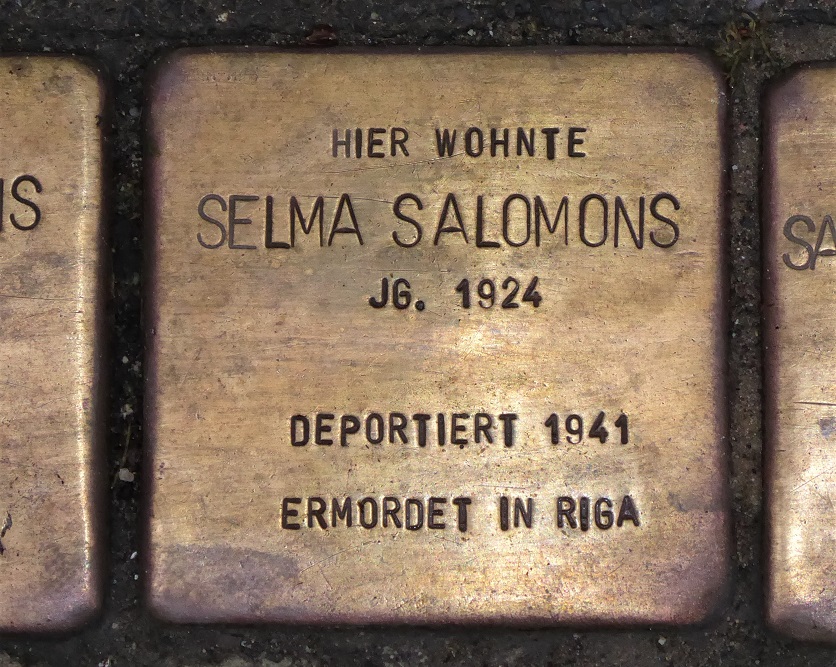 HIER WOHNTE
SELMA SALOMONS
JG. 1924
DEPORTIERT 1941
ERMORDET IN RIGA